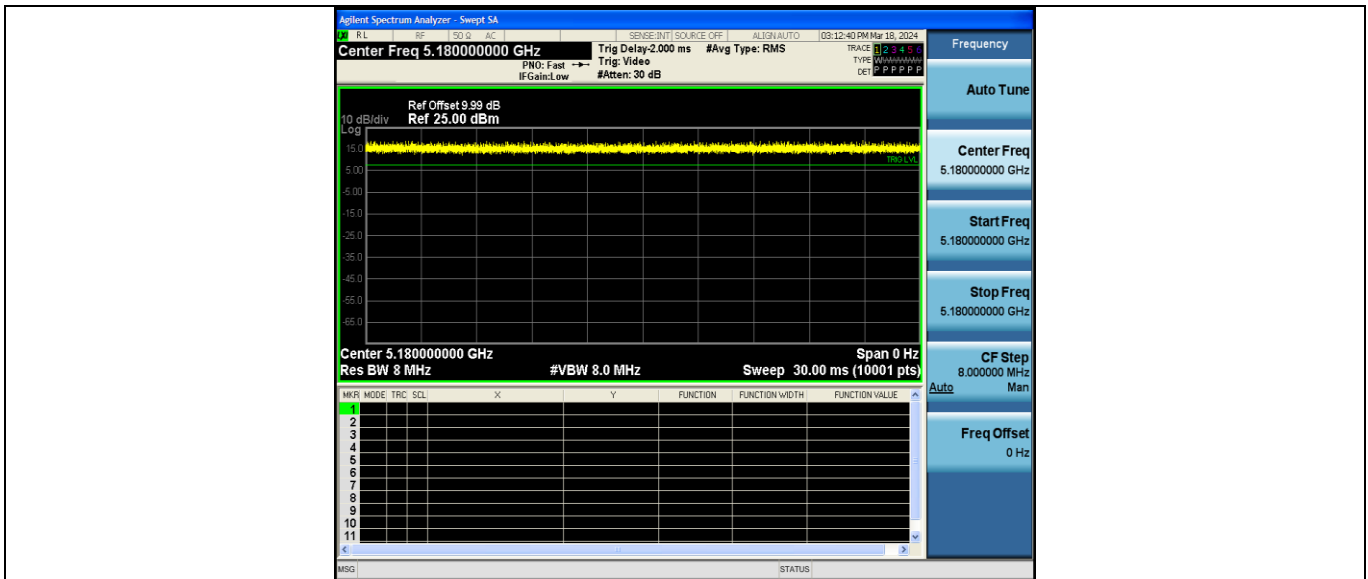 Agilent Spectrum Analyzer - Swept SA
LXI RL RF 50 Ω AC SENSE:INT SOURCE OFF ALIGN AUTO 03:12:40 PM Mar 18, 2024
Center Freq 5.180000000 GHz Trig Delay-2.000 ms #Avg Type: RMS TRACE 1 2 3 4 5 6
PNO: Fast Trig: Video TYPE WWWWWW
IFGain:Low #Atten: 30 dB DET P P P P P P
Ref Offset 9.99 dB
10 dB/div Ref 25.00 dBm
Log
15.0
TRIG LVL
5.00
-5.00
-15.0
-25.0
-35.0
-45.0
-55.0
-65.0
Center 5.180000000 GHz Span 0 Hz
Res BW 8 MHz #VBW 8.0 MHz Sweep 30.00 ms (10001 pts)
MKR MODE TRC SCL X Y FUNCTION FUNCTION WIDTH FUNCTION VALUE
1
2
3
4
5
6
7
8
9
10
11
MSG STATUS
Frequency
Auto Tune
Center Freq
5.180000000 GHz
Start Freq
5.180000000 GHz
Stop Freq
5.180000000 GHz
CF Step
8.000000 MHz
Auto Man
Freq Offset
0 Hz